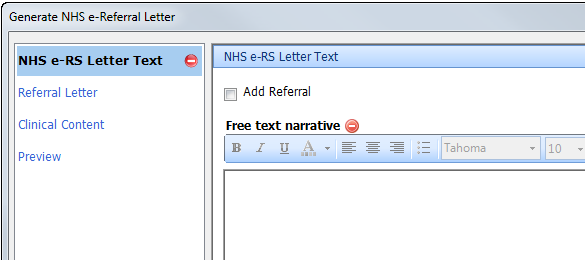 Generate NHS e-Referral Letter
NHS e-RS Letter Text
Referral Letter
Clinical Content
Preview
NHS e-RS Letter Text
Add Referral
Free text narrative
B I U A Tahoma 10